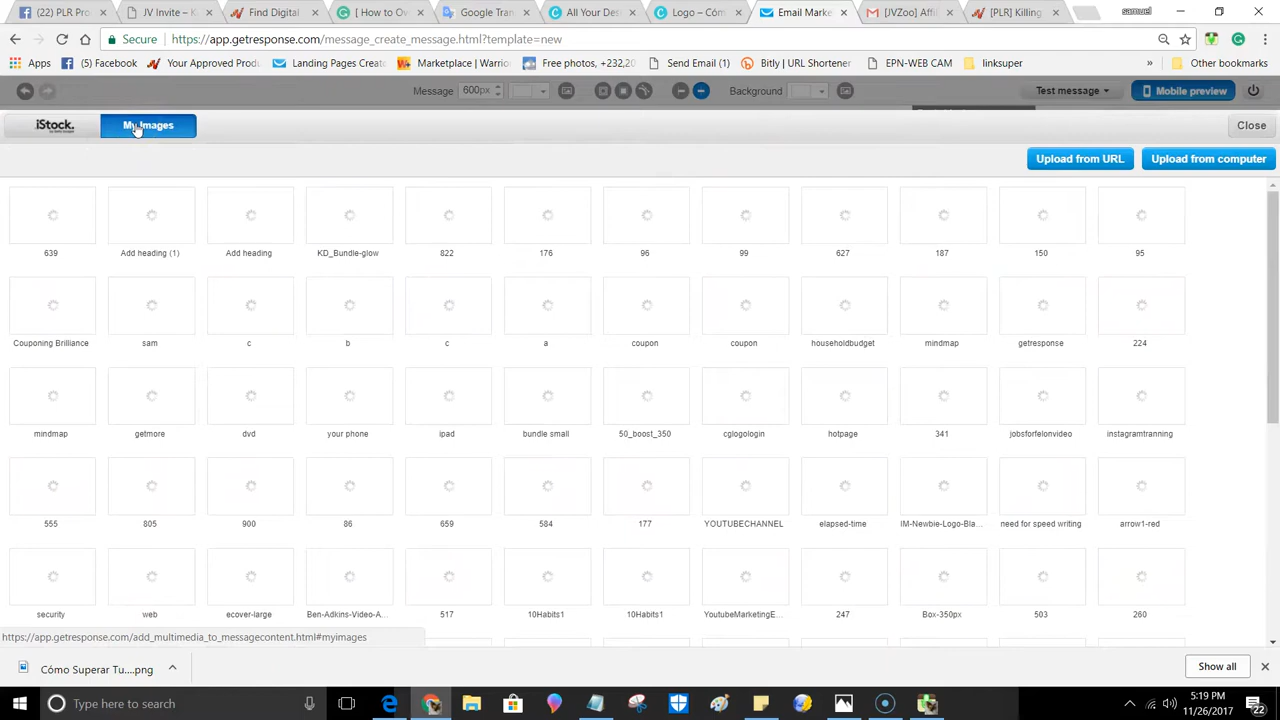 (22) PLR Pro
JV Invite – K
Find Digital
[ How to Ov
Google Tran
All Your Des
Logo – Cóm
Email Marke
[JVZoo] Affil
[PLR] Killing
samuel
Secure
https://app.getresponse.com/message_create_message.html?template=new
Apps
(5) Facebook
Your Approved Prod
Landing Pages Create
Marketplace | Warrio
Free photos, +232,20
Send Email (1)
Bitly | URL Shortener
EPN-WEB CAM
linksuper
»
Other bookmarks
Message
600px
Background
Test message
Mobile preview
iStock.
My Images
Close
Upload from URL
Upload from computer
639
Add heading (1)
Add heading
KD_Bundle-glow
822
176
96
99
627
187
150
95
Couponing Brilliance
sam
c
b
c
a
coupon
coupon
householdbudget
mindmap
getresponse
224
mindmap
getmore
dvd
your phone
ipad
bundle small
50_boost_350
cglogologin
hotpage
341
jobsforfelonvideo
instagramtranning
555
805
900
86
659
584
177
YOUTUBECHANNEL
elapsed-time
IM-Newbie-Logo-Bla...
need for speed writing
arrow1-red
security
web
ecover-large
Ben-Adkins-Video-A...
517
10Habits1
10Habits1
YoutubeMarketingE...
247
Box-350px
503
260
https://app.getresponse.com/add_multimedia_to_messagecontent.html#myimages
Cómo Superar Tu....png
Show all
Type here to search
5:19 PM
11/26/2017
22